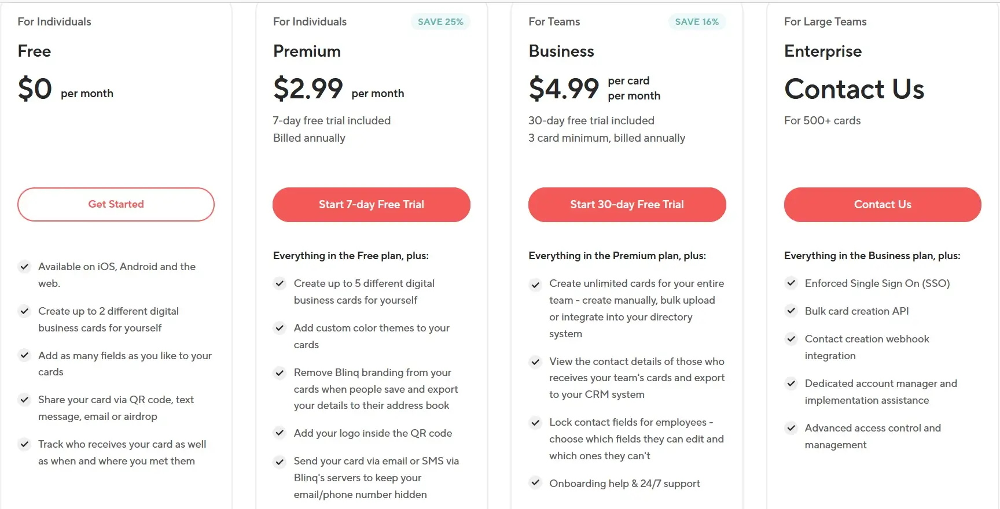 For Individuals
Free
$0 per month
Get Started
Available on iOS, Android and the
web.
Create up to 2 different digital
business cards for yourself
Add as many fields as you like to your
cards
Share your card via QR code, text
message, email or airdrop
Track who receives your card as well
as when and where you met them
For Individuals
SAVE 25%
Premium
$2.99 per month
7-day free trial included
Billed annually
Start 7-day Free Trial
Everything in the Free plan, plus:
Create up to 5 different digital
business cards for yourself
Add custom color themes to your
cards
Remove Blinq branding from your
cards when people save and export
your details to their address book
Add your logo inside the QR code
Send your card via email or SMS via
Blinq's servers to keep your
email/phone number hidden
For Teams
SAVE 16%
Business
$4.99 per card
per month
30-day free trial included
3 card minimum, billed annually
Start 30-day Free Trial
Everything in the Premium plan, plus:
Create unlimited cards for your entire
team - create manually, bulk upload
or integrate into your directory
system
View the contact details of those who
receives your team's cards and export
to your CRM system
Lock contact fields for employees -
choose which fields they can edit and
which ones they can't
Onboarding help & 24/7 support
For Large Teams
Enterprise
Contact Us
For 500+ cards
Contact Us
Everything in the Business plan, plus:
Enforced Single Sign On (SSO)
Bulk card creation API
Contact creation webhook
integration
Dedicated account manager and
implementation assistance
Advanced access control and
management